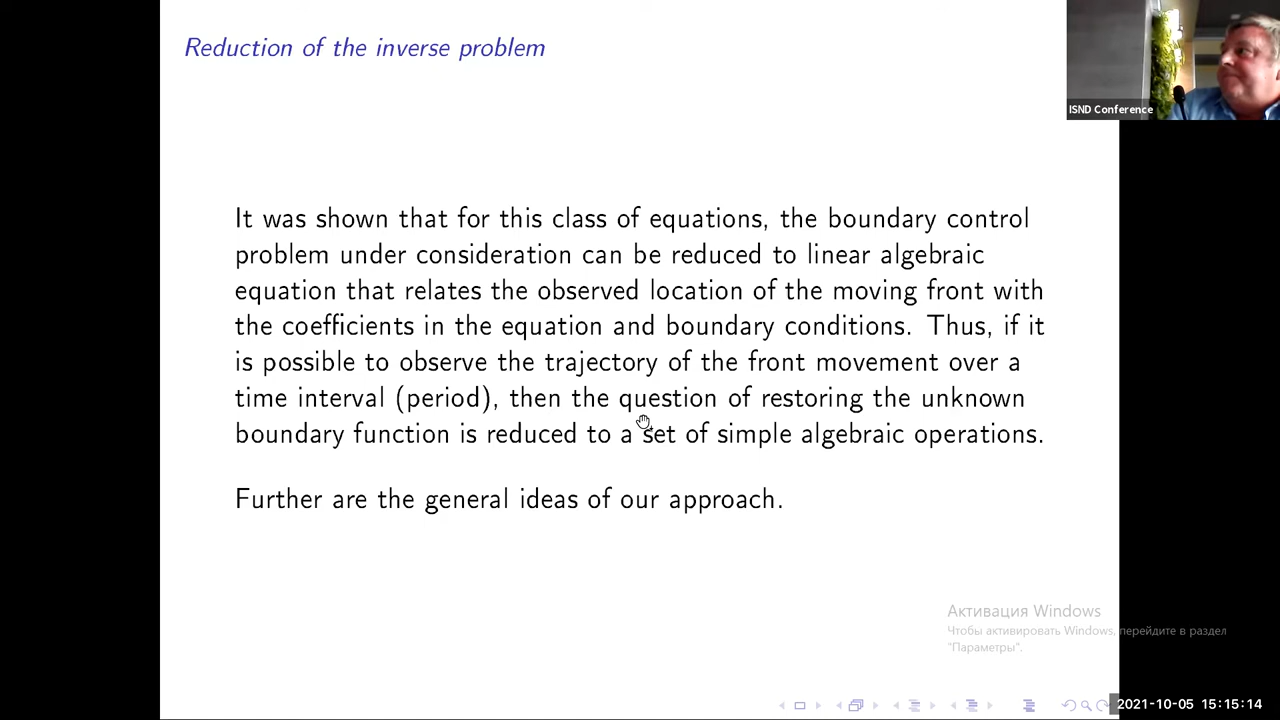 Reduction of the inverse problem
ISND Conference
It was shown that for this class of equations, the boundary control
problem under consideration can be reduced to linear algebraic
equation that relates the observed location of the moving front with
the coefficients in the equation and boundary conditions. Thus, if it
is possible to observe the trajectory of the front movement over a
time interval (period), then the question of restoring the unknown
boundary function is reduced to a set of simple algebraic operations.
Further are the general ideas of our approach.
Активация Windows
Чтобы активировать Windows, перейдите в раздел
"Параметры".
2021-10-05 15:15:14